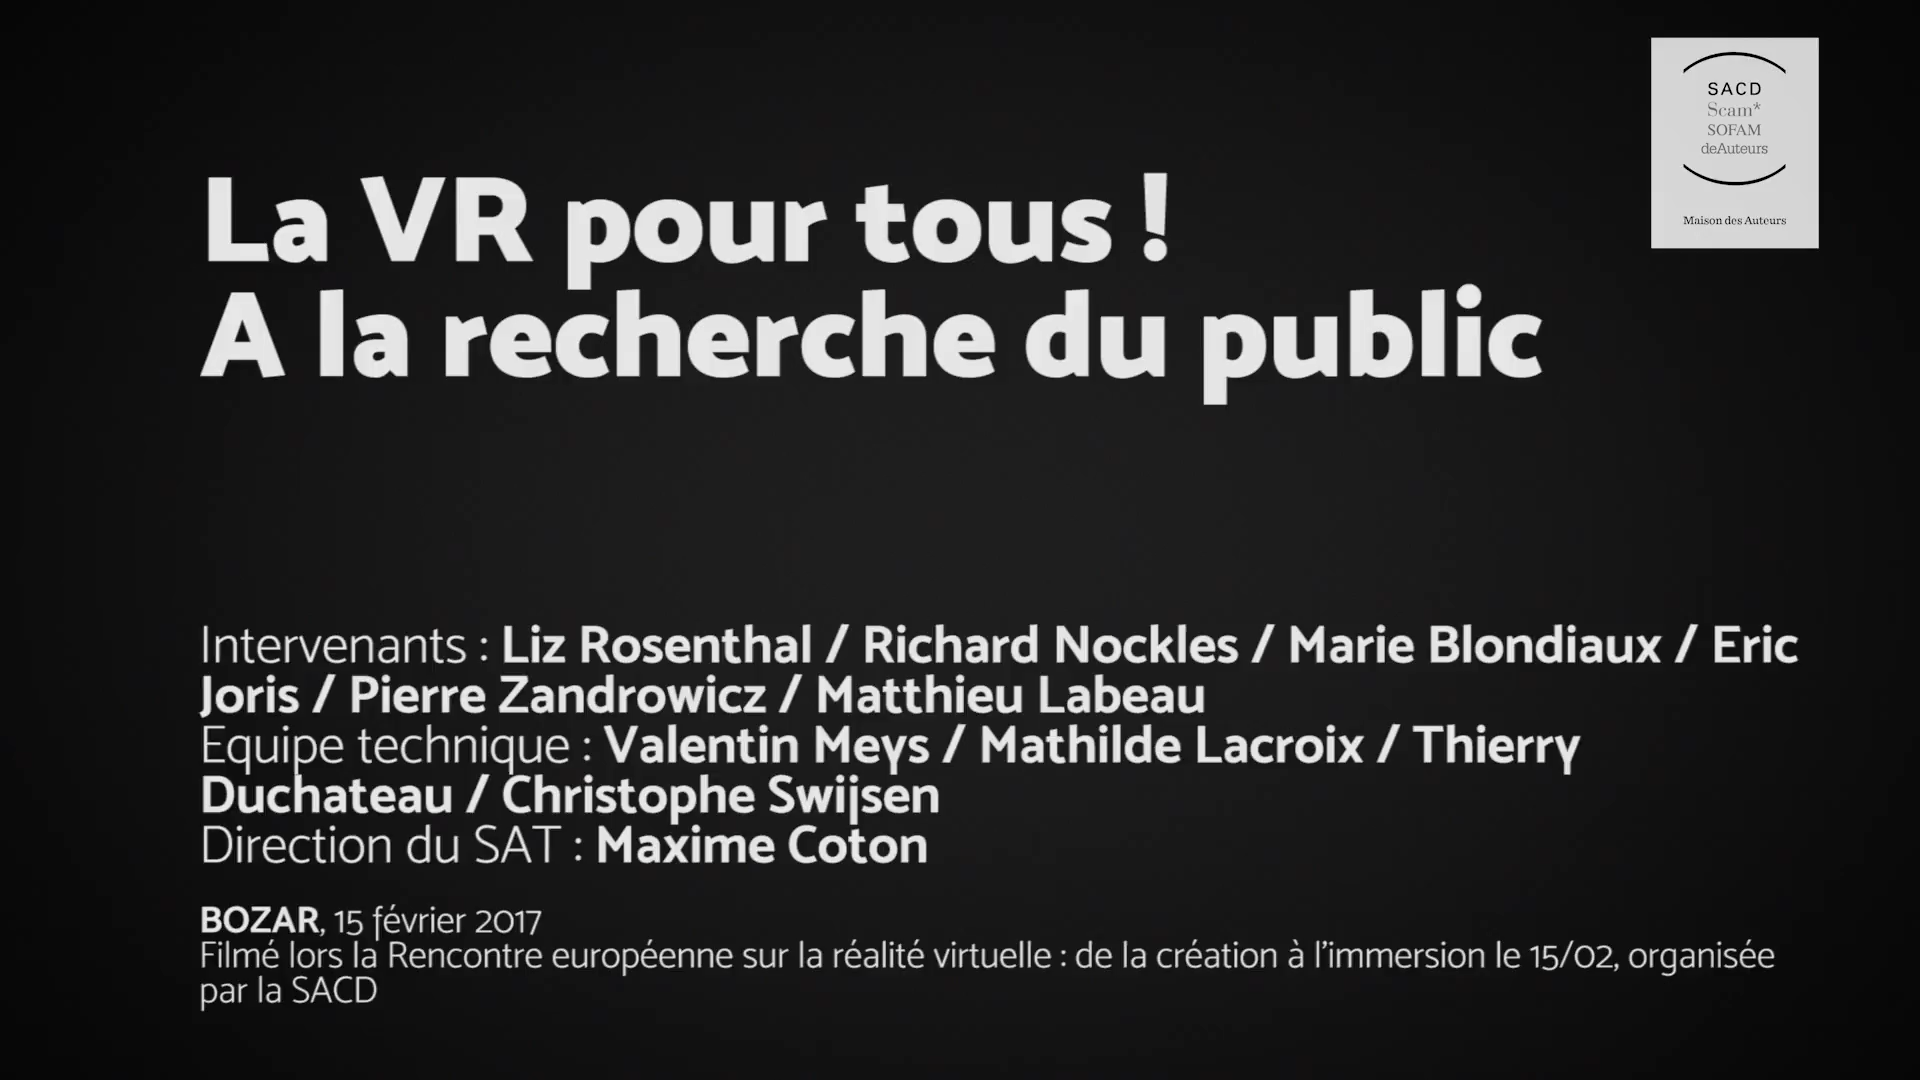 SACD
Scam*
SOFAM
deAuteurs
Maison des Auteurs
La VR pour tous !
A la recherche du public
Intervenants : Liz Rosenthal / Richard Nockles / Marie Blondiaux / Eric
Joris / Pierre Zandrowicz / Matthieu Labeau
Equipe technique : Valentin Meys / Mathilde Lacroix / Thierry
Duchateau / Christophe Swijsen
Direction du SAT : Maxime Coton
BOZAR, 15 février 2017
Filmé lors la Rencontre européenne sur la réalité virtuelle : de la création à l'immersion le 15/02, organisée
par la SACD